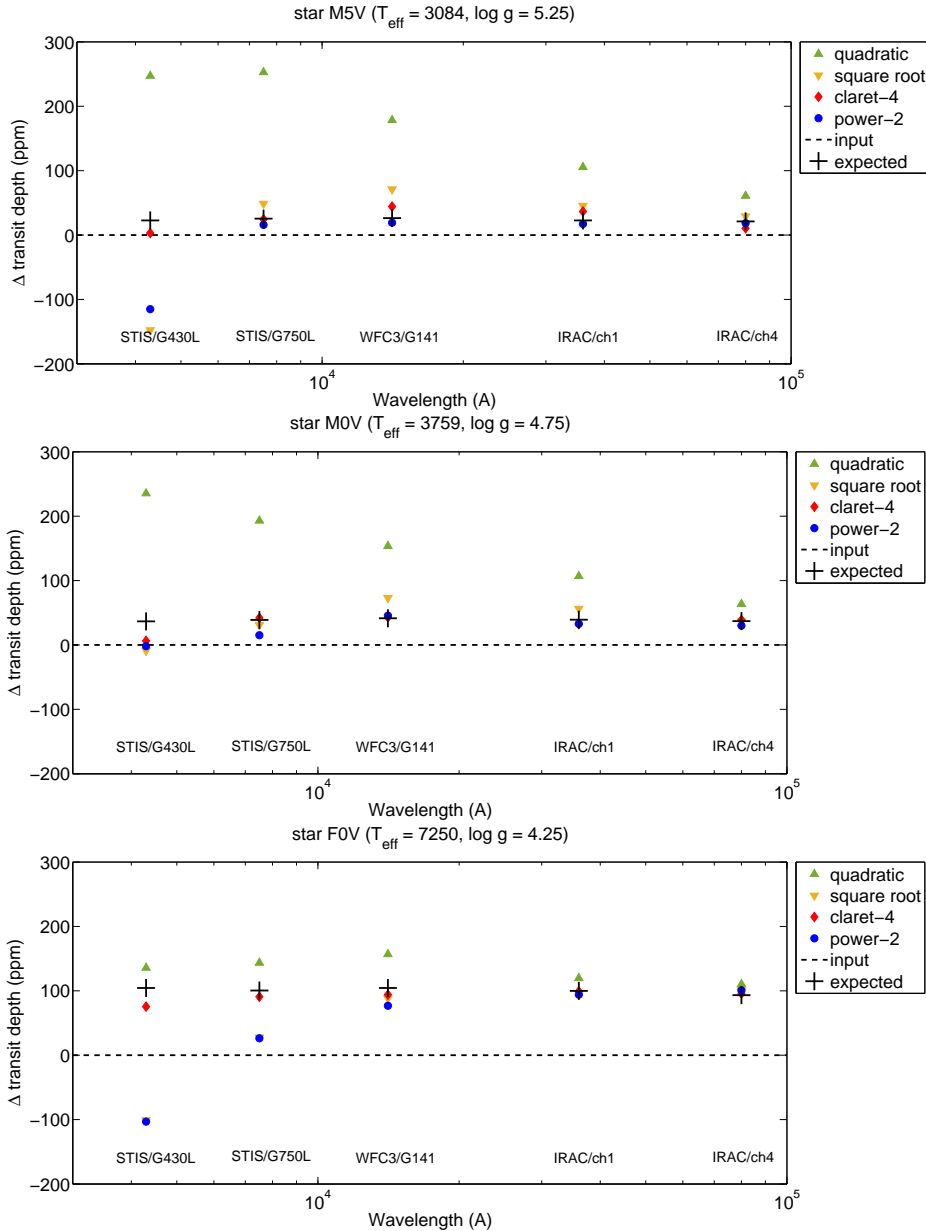 star M5V (T_eff = 3084, log g = 5.25)
300
200
100
0
−100
−200
Δ transit depth (ppm)
STIS/G430L
STIS/G750L
WFC3/G141
IRAC/ch1
IRAC/ch4
10^4
10^5
Wavelength (A)
quadratic
square root
claret−4
power−2
input
expected
star M0V (T_eff = 3759, log g = 4.75)
300
200
100
0
−100
−200
Δ transit depth (ppm)
STIS/G430L
STIS/G750L
WFC3/G141
IRAC/ch1
IRAC/ch4
10^4
10^5
Wavelength (A)
quadratic
square root
claret−4
power−2
input
expected
star F0V (T_eff = 7250, log g = 4.25)
300
200
100
0
−100
−200
Δ transit depth (ppm)
STIS/G430L
STIS/G750L
WFC3/G141
IRAC/ch1
IRAC/ch4
10^4
10^5
Wavelength (A)
quadratic
square root
claret−4
power−2
input
expected